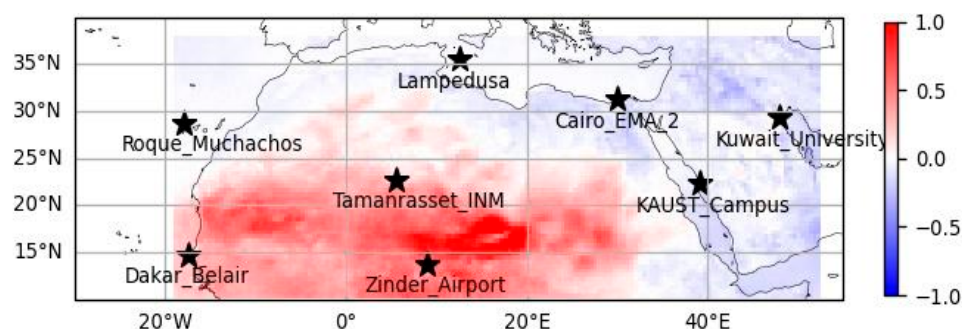 35°N
30°N
25°N
20°N
15°N
Lampedusa
Cairo_EMA_2
Roque_Muchachos
Kuwait_University
Tamanrasset_INM
KAUST_Campus
Dakar_Belair
Zinder_Airport
20°W 0° 20°E 40°E
1.0
0.5
0.0
−0.5
−1.0